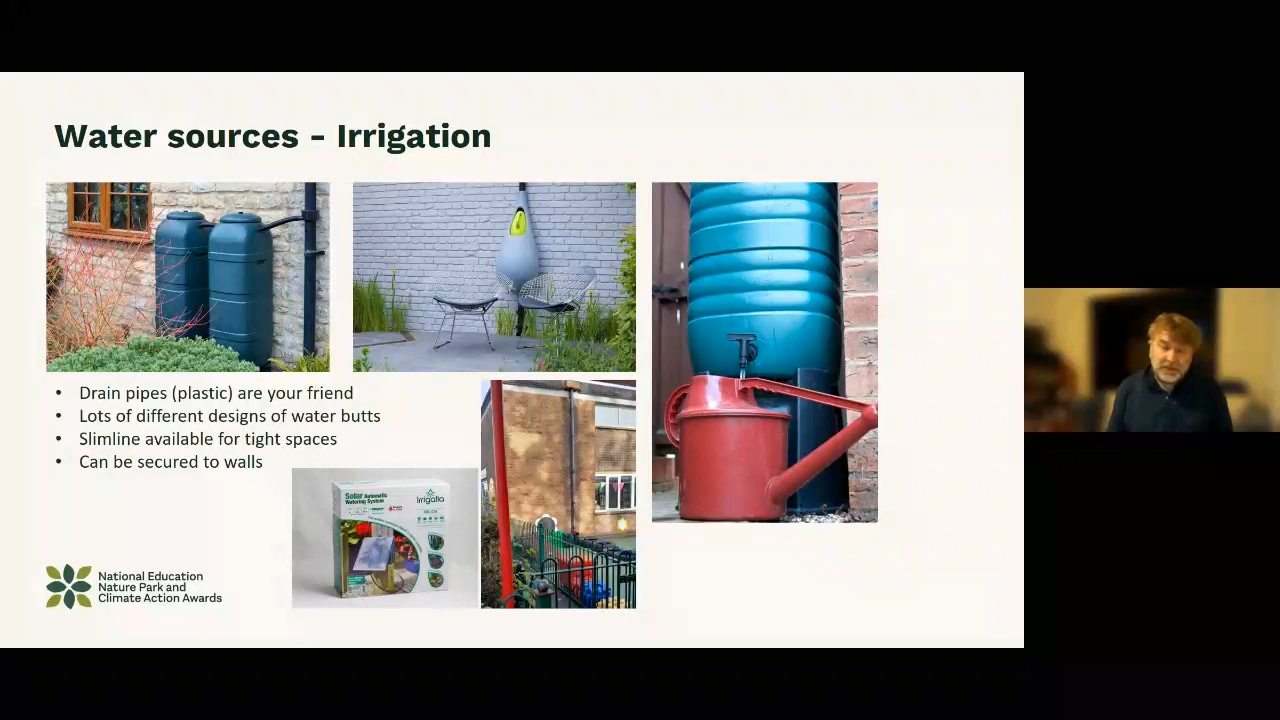 Water sources - Irrigation
• Drain pipes (plastic) are your friend
• Lots of different designs of water butts
• Slimline available for tight spaces
• Can be secured to walls
Solar Automatic
Watering System
irrigatia
National Education
Nature Park and
Climate Action Awards